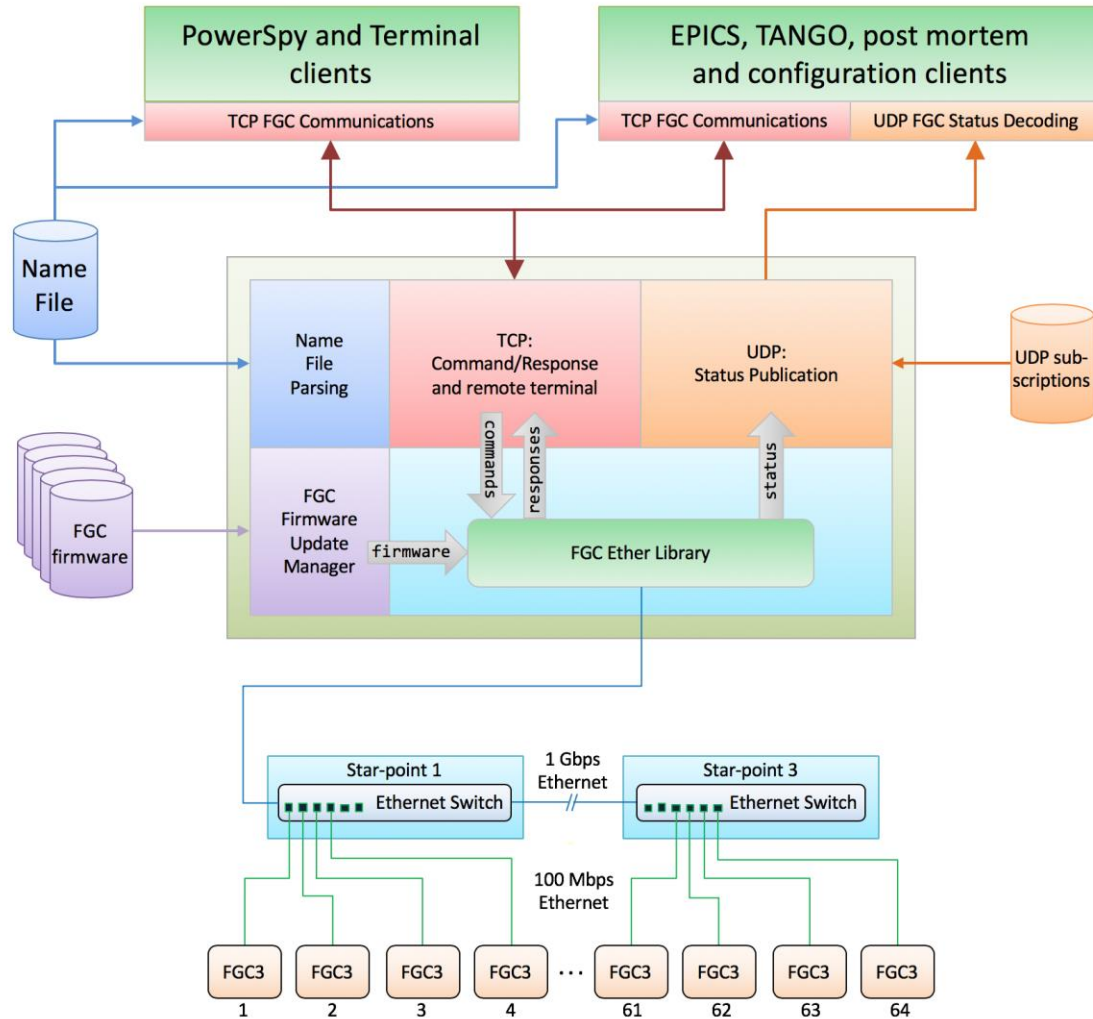 PowerSpy and Terminal
clients
TCP FGC Communications
EPICS, TANGO, post mortem
and configuration clients
TCP FGC Communications
UDP FGC Status Decoding
Name
File
Name
File
Parsing
TCP:
Command/Response
and remote terminal
UDP:
Status Publication
UDP sub-
scriptions
commands
responses
status
FGC
firmware
FGC
Firmware
Update
Manager
firmware
FGC Ether Library
Star-point 1
Ethernet Switch
1 Gbps
Ethernet
Star-point 3
Ethernet Switch
100 Mbps
Ethernet
FGC3
FGC3
FGC3
FGC3
...
FGC3
FGC3
FGC3
FGC3
1
2
3
4
61
62
63
64